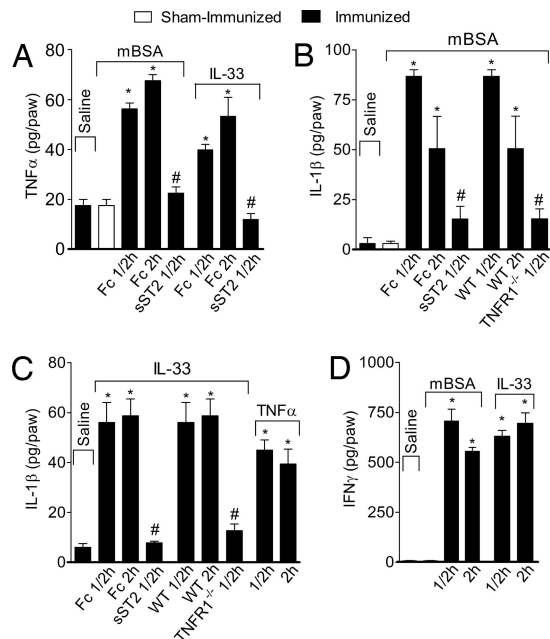 Sham-Immunized Immunized
A
mBSA
IL-33
Saline
TNFα (pg/paw)
80
60
40
20
0
* * # * * #
Fc 1/2h
Fc 2h
sST2 1/2h
Fc 1/2h
Fc 2h
sST2 1/2h
B
mBSA
Saline
IL-1β (pg/paw)
100
75
50
25
0
* * # * * #
Fc 1/2h
Fc 2h
sST2 1/2h
WT 1/2h
WT 2h
TNFR1-/- 1/2h
C
IL-33
Saline
TNFα
IL-1β (pg/paw)
80
60
40
20
0
* * # * * # * *
Fc 1/2h
Fc 2h
sST2 1/2h
WT 1/2h
WT 2h
TNFR1-/- 1/2h
1/2h
2h
D
mBSA
IL-33
Saline
IFNγ (pg/paw)
1000
750
500
250
0
* * * *
1/2h
2h
1/2h
2h